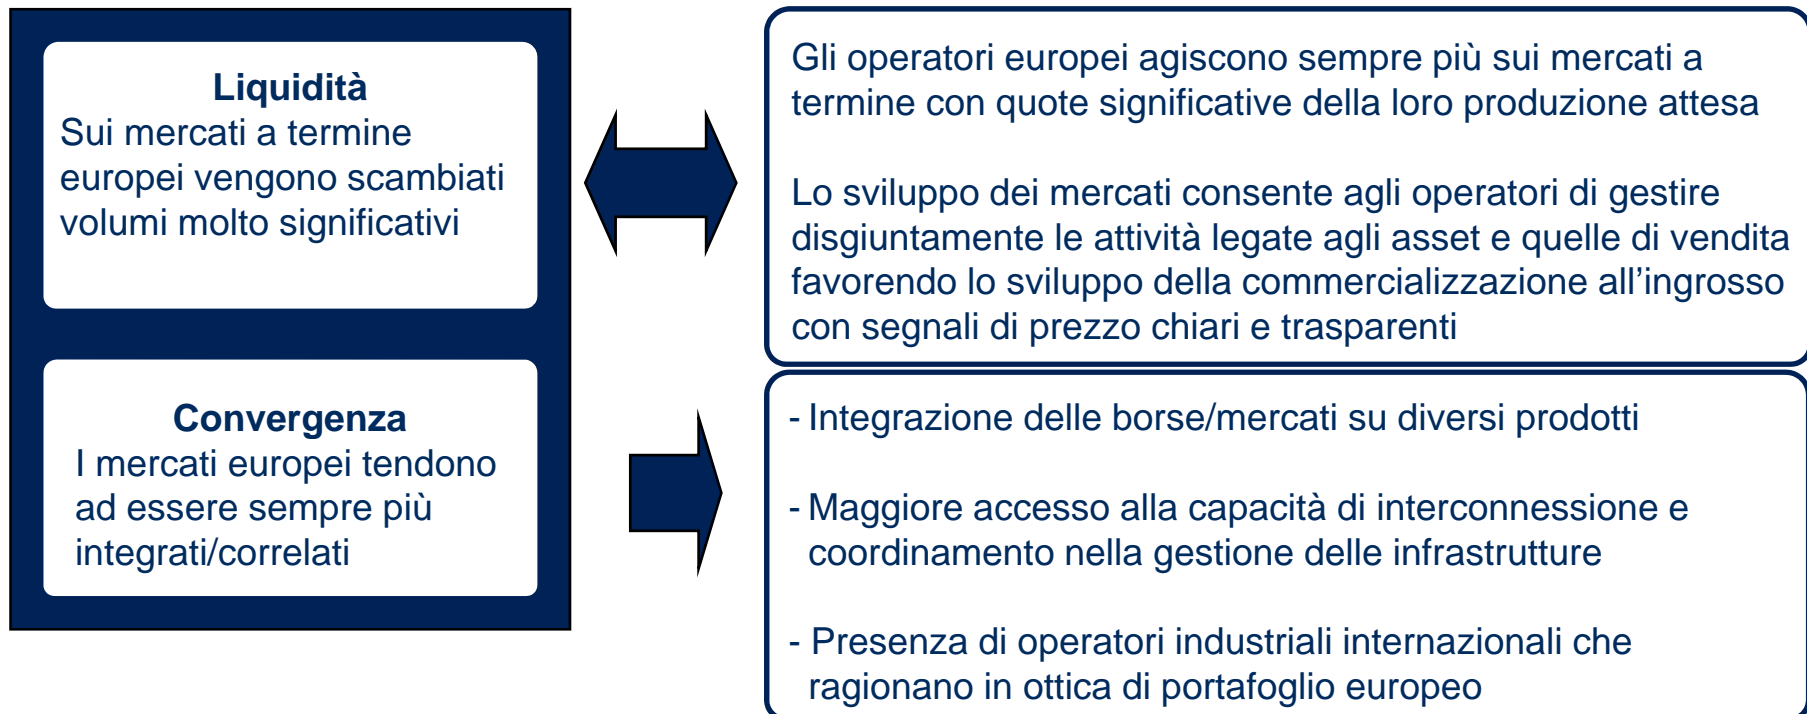 Liquidità
Sui mercati a termine
europei vengono scambiati
volumi molto significativi
Gli operatori europei agiscono sempre più sui mercati a
termine con quote significative della loro produzione attesa
Lo sviluppo dei mercati consente agli operatori di gestire
disgiuntamente le attività legate agli asset e quelle di vendita
favorendo lo sviluppo della commercializzazione all’ingrosso
con segnali di prezzo chiari e trasparenti
Convergenza
I mercati europei tendono
ad essere sempre più
integrati/correlati
- Integrazione delle borse/mercati su diversi prodotti
- Maggiore accesso alla capacità di interconnessione e
coordinamento nella gestione delle infrastrutture
- Presenza di operatori industriali internazionali che
ragionano in ottica di portafoglio europeo